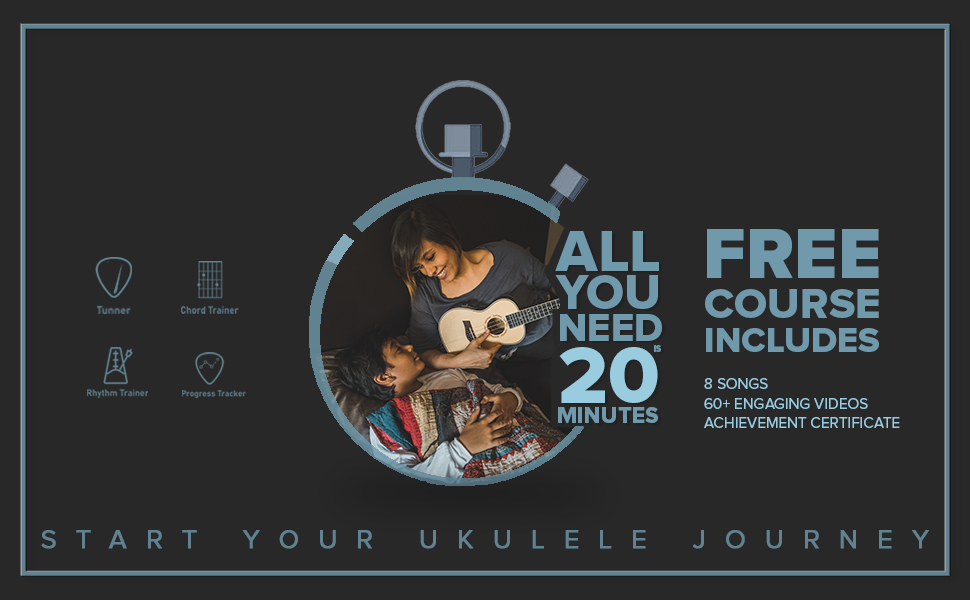 Tunner
Chord Trainer
Rhythm Trainer
Progress Tracker
ALL
YOU
NEED
IS
20
MINUTES
FREE
COURSE
INCLUDES
8 SONGS
60+ ENGAGING VIDEOS
ACHIEVEMENT CERTIFICATE
START YOUR UKULELE JOURNEY